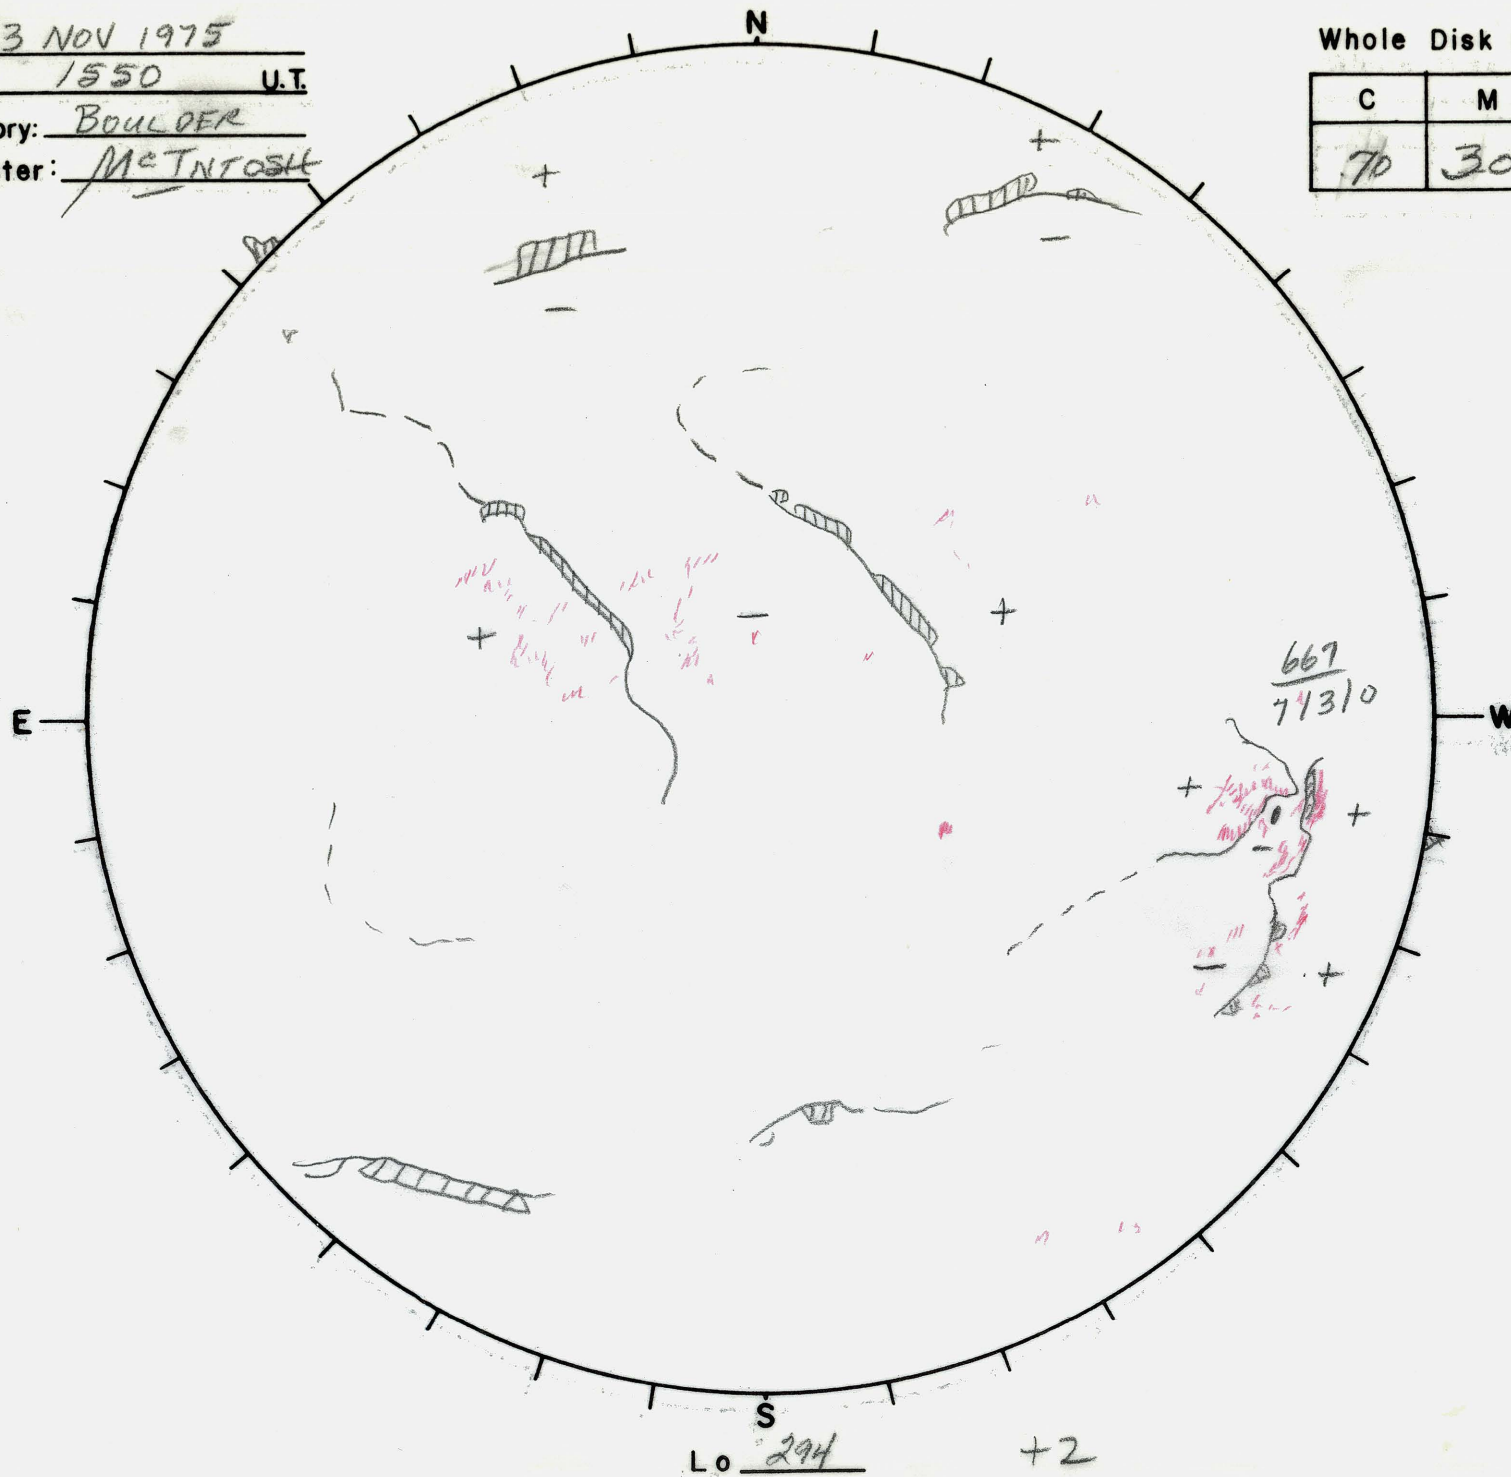 3 NOV 1975
1550 U.T.
ory: BOULDER
ter: McINTOSH
N
Whole Disk
C M
70 30
+
+
−
−
+
−
+
667
71310
E
W
+
+
−
−
+
S
Lo 294 +2